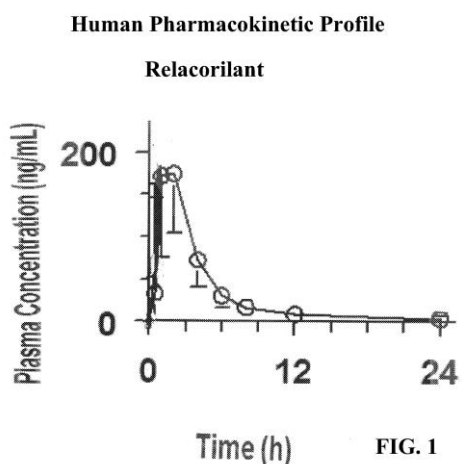 Human Pharmacokinetic Profile
Relacorilant
Plasma Concentration (ng/mL)
200
0
0
12
24
Time (h)
FIG. 1